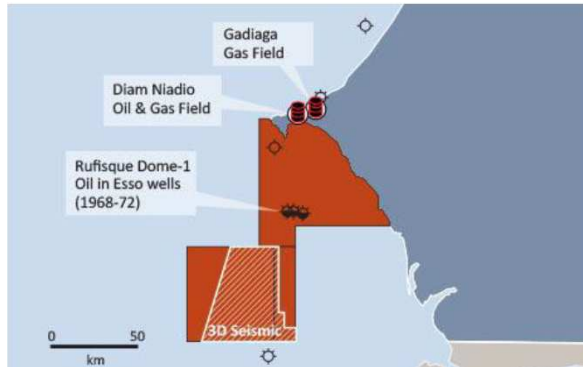 Gadiaga
Gas Field
Diam Niadio
Oil & Gas Field
Rufisque Dome-1
Oil in Esso wells
(1968-72)
3D Seismic
0 50
km